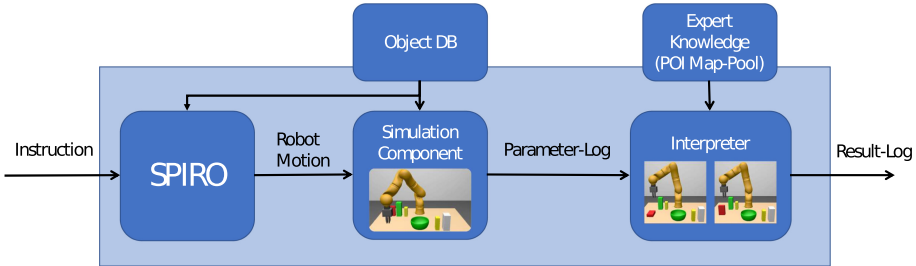 Object DB
Expert
Knowledge
(POI Map-Pool)
Instruction
SPIRO
Robot
Motion
Simulation
Component
Parameter-Log
Interpreter
Result-Log